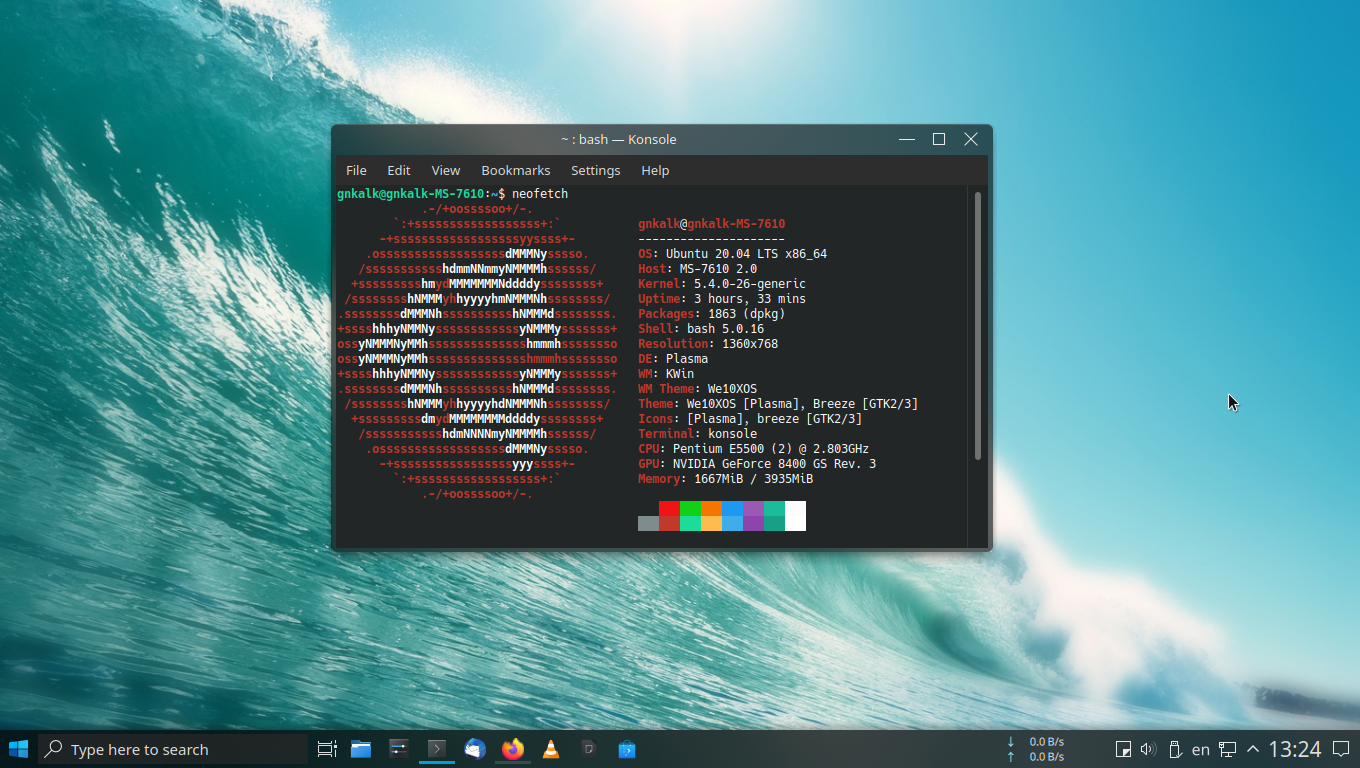 ~ : bash — Konsole
File Edit View Bookmarks Settings Help
gnkalk@gnkalk-MS-7610:~$ neofetch
.-/+oossssoo+/-.
`:+ssssssssssssssssss+:` gnkalk@gnkalk-MS-7610
-+ssssssssssssssssssyyssss+- ---------------------
.ossssssssssssssssssdMMMNysssso. OS: Ubuntu 20.04 LTS x86_64
/ssssssssssshdmmNNmmyNMMMMhssssss/ Host: MS-7610 2.0
+ssssssssshmydMMMMMMMNddddyssssssss+ Kernel: 5.4.0-26-generic
/sssssssshNMMMyhhyyyyhmNMMMNhssssssss/ Uptime: 3 hours, 33 mins
.ssssssssdMMMNhsssssssssshNMMMdssssssss. Packages: 1863 (dpkg)
+sssshhhyNMMNyssssssssssssyNMMMysssssss+ Shell: bash 5.0.16
ossyNMMMNyMMhsssssssssssssshmmmhssssssso Resolution: 1360x768
ossyNMMMNyMMhsssssssssssssshmmmhssssssso DE: Plasma
+sssshhhyNMMNyssssssssssssyNMMMysssssss+ WM: KWin
.ssssssssdMMMNhsssssssssshNMMMdssssssss. WM Theme: We10XOS
/sssssssshNMMMyhhyyyyhdNMMMNhssssssss/ Theme: We10XOS [Plasma], Breeze [GTK2/3]
+sssssssssdmydMMMMMMMMddddyssssssss+ Icons: [Plasma], breeze [GTK2/3]
/ssssssssssshdmNNNNmyNMMMMhssssss/ Terminal: konsole
.ossssssssssssssssssdMMMNysssso. CPU: Pentium E5500 (2) @ 2.803GHz
-+sssssssssssssssssyyyssss+- GPU: NVIDIA GeForce 8400 GS Rev. 3
`:+ssssssssssssssssss+:` Memory: 1667MiB / 3935MiB
.-/+oossssoo+/-.
Type here to search
↓ 0.0 B/s
↑ 0.0 B/s
en
13:24